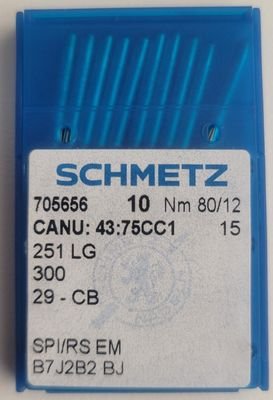 SCHMETZ
705656 10 Nm 80/12
CANU: 43:75CC1 15
251 LG
300
29 - CB
SPI/RS EM
B7J2B2 BJ